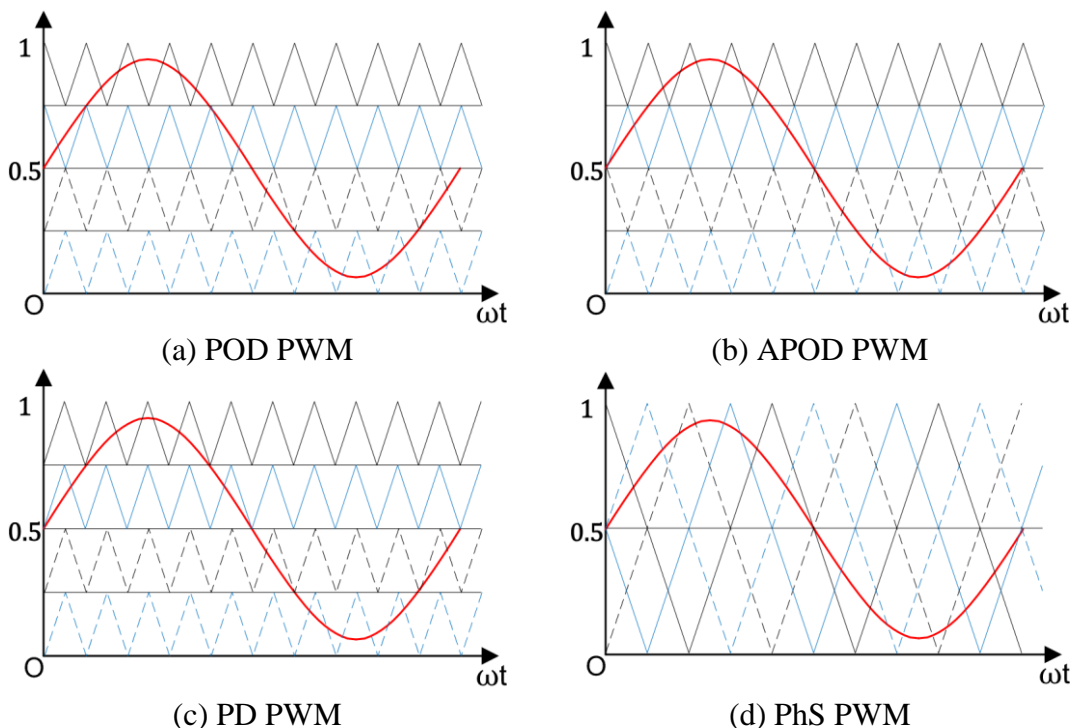 1
0.5
O
ωt
(a) POD PWM
1
0.5
O
ωt
(b) APOD PWM
1
0.5
O
ωt
(c) PD PWM
1
0.5
O
ωt
(d) PhS PWM